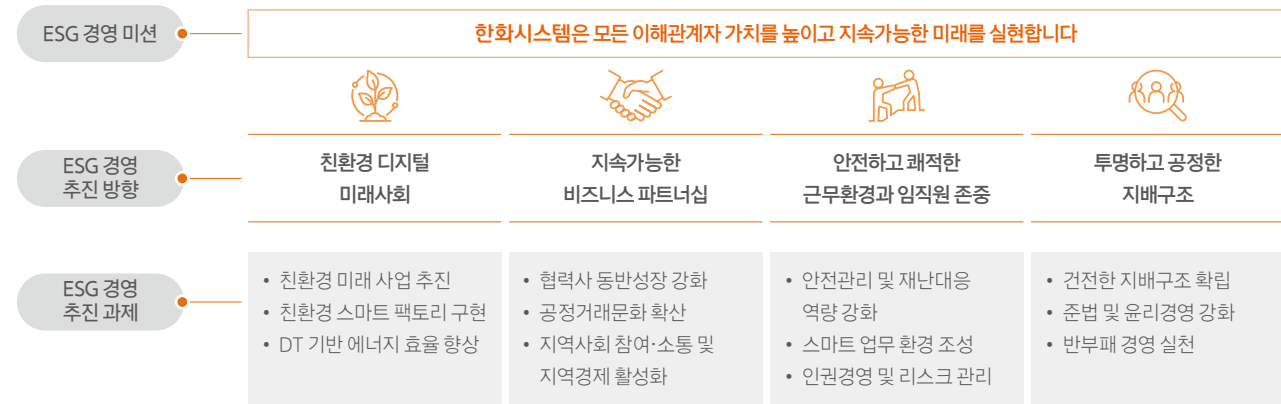 ESG 경영 미션
한화시스템은 모든 이해관계자 가치를 높이고 지속가능한 미래를 실현합니다
ESG 경영
추진 방향
친환경 디지털
미래사회
지속가능한
비즈니스 파트너십
안전하고 쾌적한
근무환경과 임직원 존중
투명하고 공정한
지배구조
ESG 경영
추진 과제
• 친환경 미래 사업 추진
• 친환경 스마트 팩토리 구현
• DT 기반 에너지 효율 향상
• 협력사 동반성장 강화
• 공정거래문화 확산
• 지역사회 참여·소통 및
지역경제 활성화
• 안전관리 및 재난대응
역량 강화
• 스마트 업무 환경 조성
• 인권경영 및 리스크 관리
• 건전한 지배구조 확립
• 준법 및 윤리경영 강화
• 반부패 경영 실천